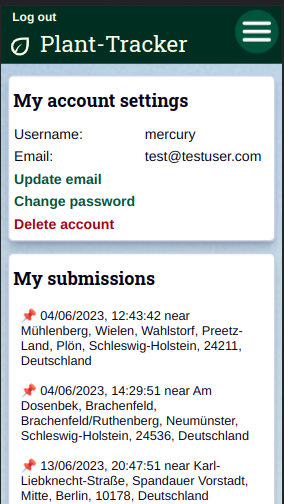 Log out
Plant-Tracker
My account settings
Username: mercury
Email: test@testuser.com
Update email
Change password
Delete account
My submissions
📌 04/06/2023, 12:43:42 near
Mühlenberg, Wielen, Wahlstorf, Preetz-
Land, Plön, Schleswig-Holstein, 24211,
Deutschland
📌 04/06/2023, 14:29:51 near Am
Dosenbek, Brachenfeld,
Brachenfeld/Ruthenberg, Neumünster,
Schleswig-Holstein, 24536, Deutschland
📌 13/06/2023, 20:47:51 near Karl-
Liebknecht-Straße, Spandauer Vorstadt,
Mitte, Berlin, 10178, Deutschland